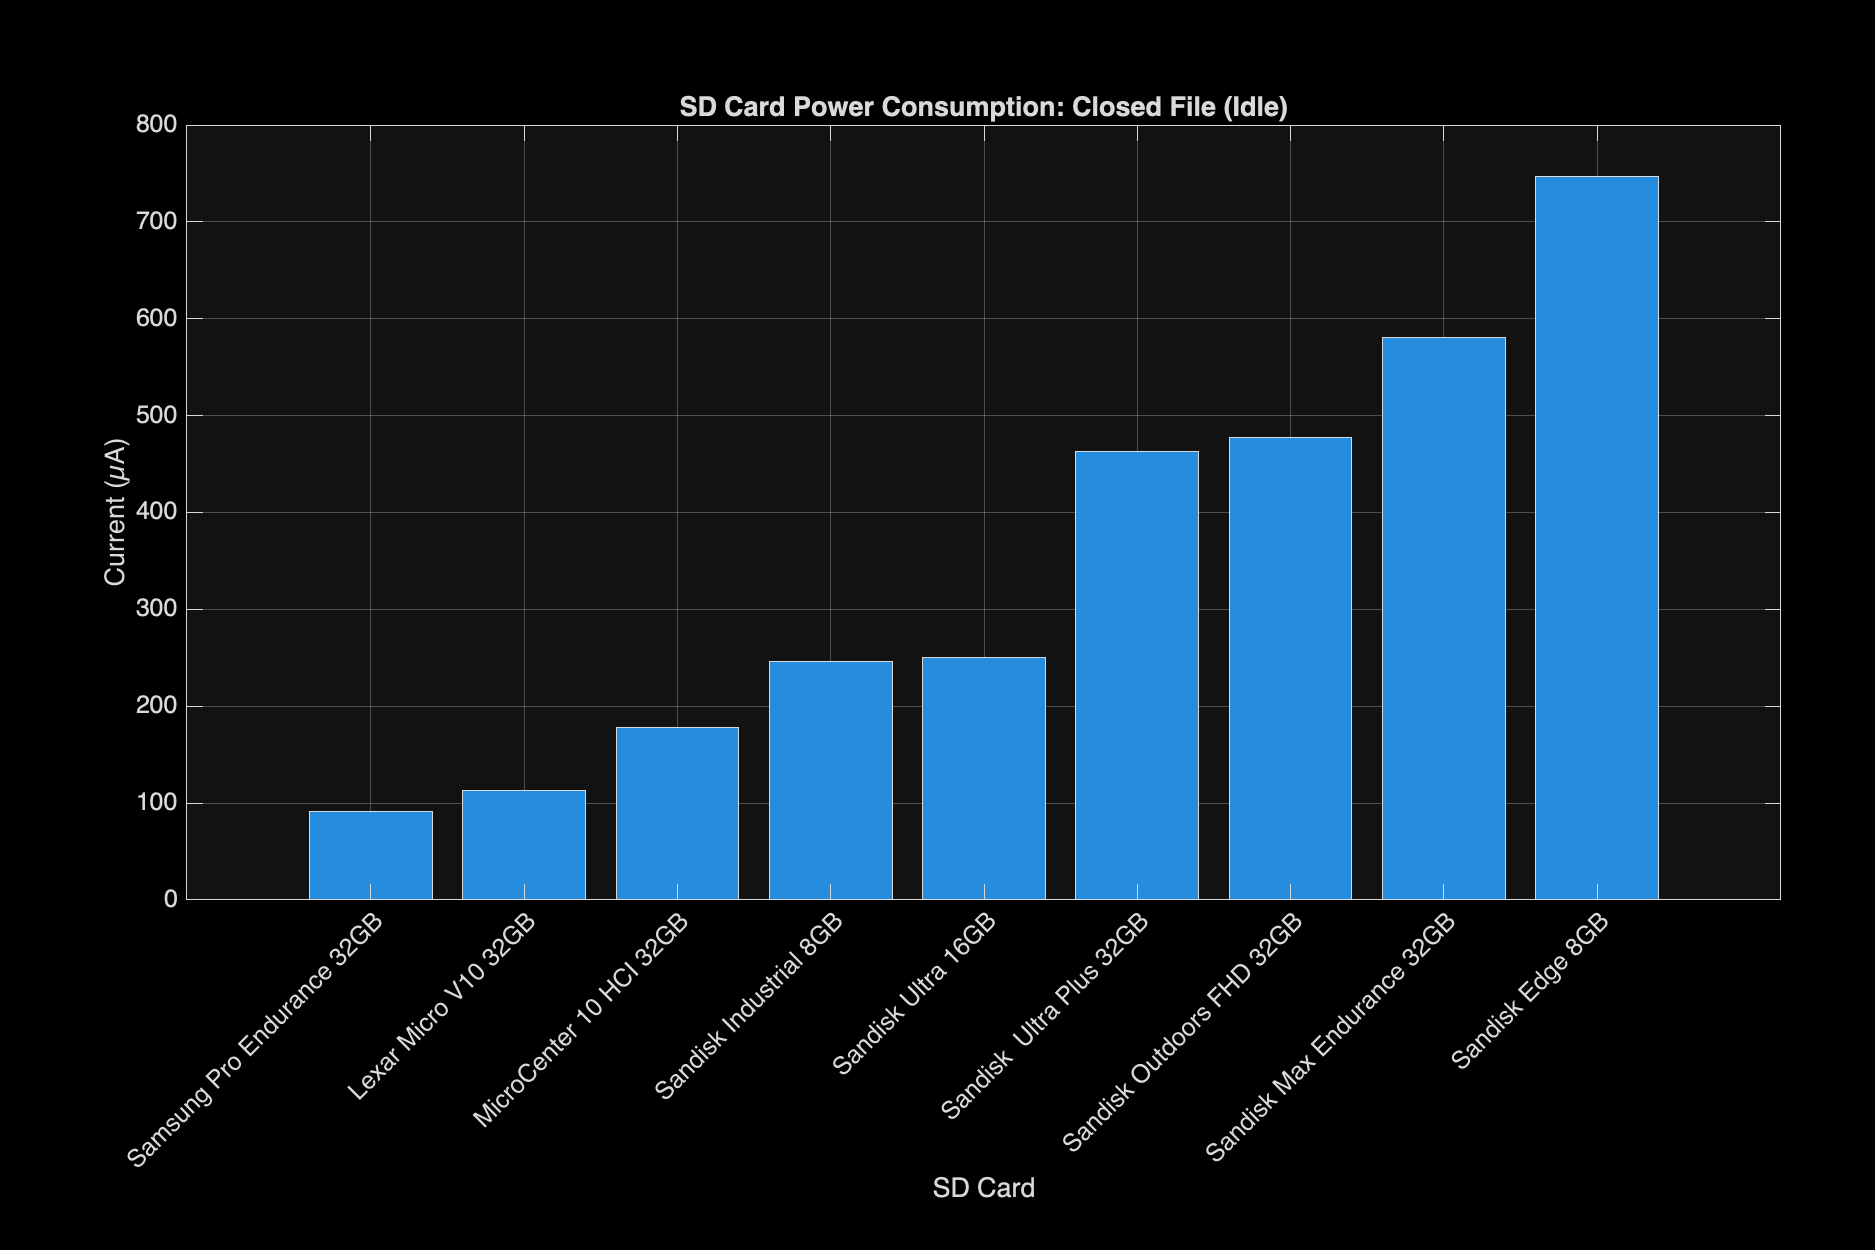 SD Card Power Consumption: Closed File (Idle)
800
700
600
500
400
300
200
100
0
Current (μA)
Samsung Pro Endurance 32GB
Lexar Micro V10 32GB
MicroCenter 10 HCI 32GB
Sandisk Industrial 8GB
Sandisk Ultra 16GB
Sandisk  Ultra Plus 32GB
Sandisk Outdoors FHD 32GB
Sandisk Max Endurance 32GB
Sandisk Edge 8GB
SD Card